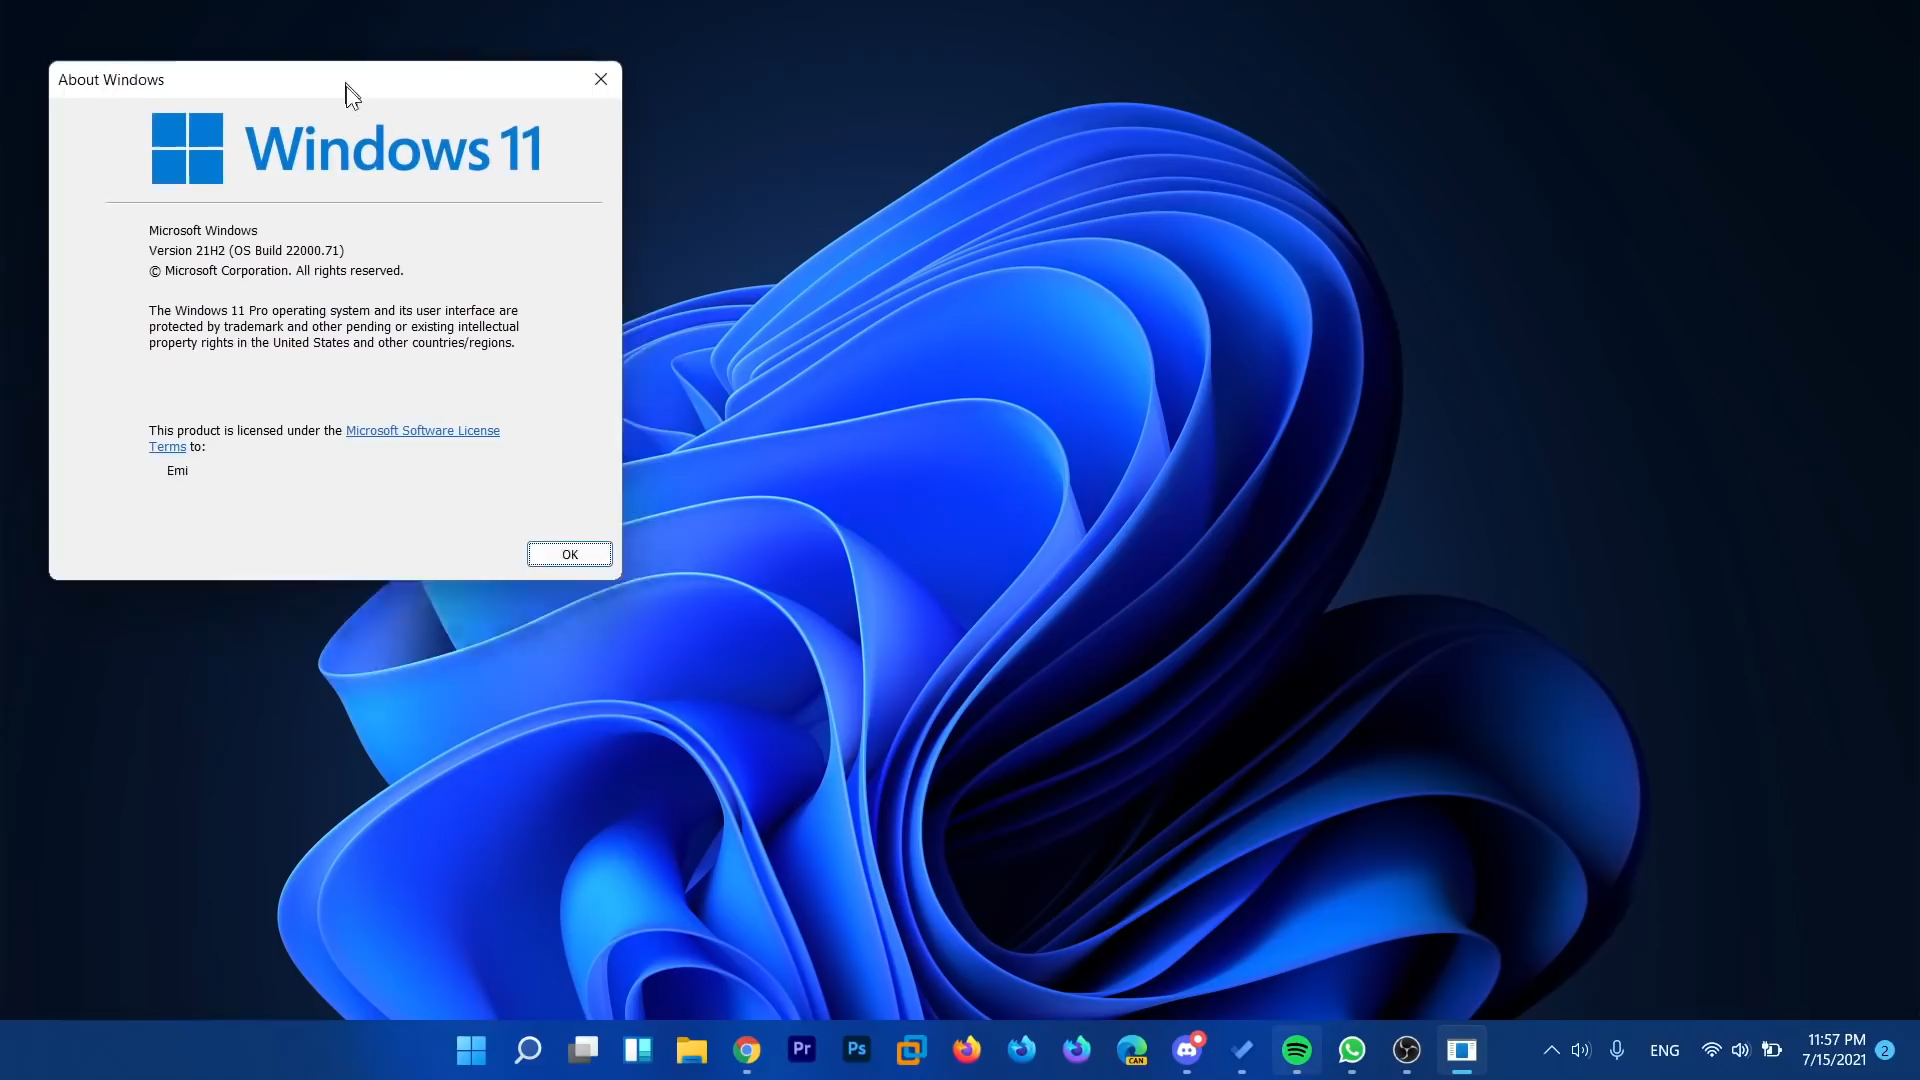 About Windows
Windows 11
Microsoft Windows
Version 21H2 (OS Build 22000.71)
© Microsoft Corporation. All rights reserved.
The Windows 11 Pro operating system and its user interface are
protected by trademark and other pending or existing intellectual
property rights in the United States and other countries/regions.
This product is licensed under the Microsoft Software License
Terms to:
Emi
OK
Pr
Ps
CAN
ENG
11:57 PM
7/15/2021
2